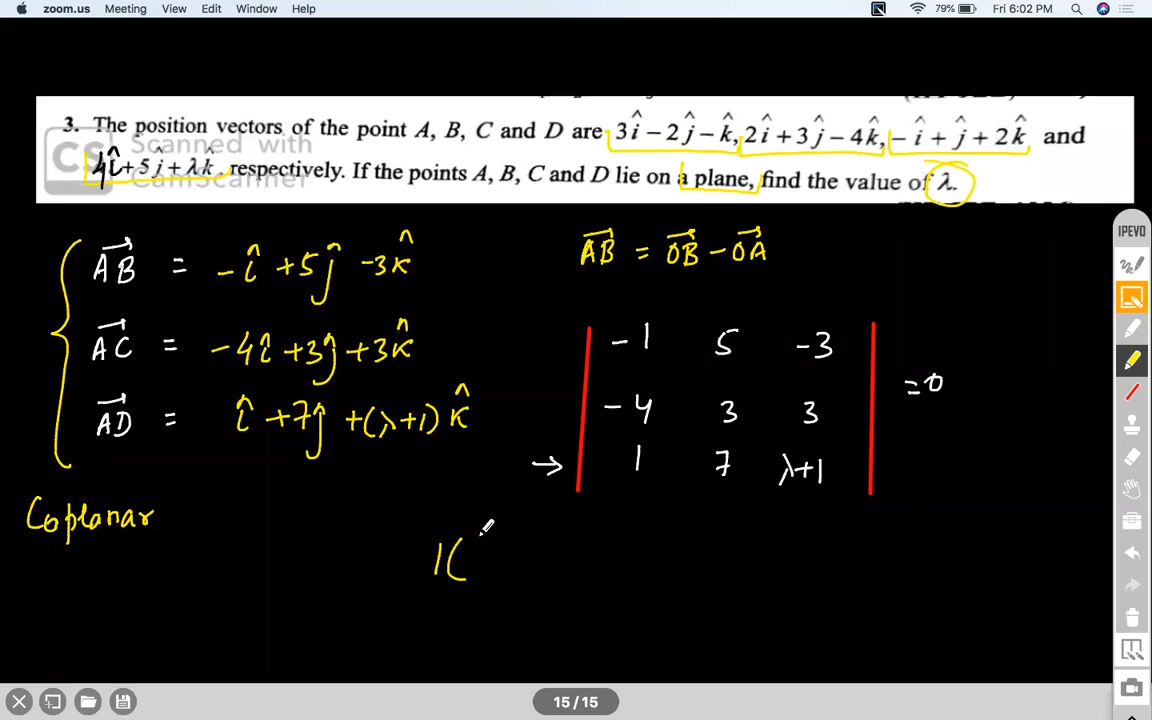 zoom.us Meeting View Edit Window Help 79% Fri 6:02 PM
3. The position vectors of the point A, B, C and D are 3î − 2ĵ − k̂, 2î + 3ĵ − 4k̂, − î + ĵ + 2k̂ and
4î + 5ĵ + λk̂ respectively. If the points A, B, C and D lie on a plane, find the value of λ.
CS Scanned with
CamScanner
AB = -î +5ĵ -3k̂
AC = -4î +3ĵ +3k̂
AD = î +7ĵ +(λ+1) k̂
Coplanar
AB = OB - OA
-1 5 -3
-4 3 3 = 0
→ 1 7 λ+1
1(
IPEVO
15 / 15